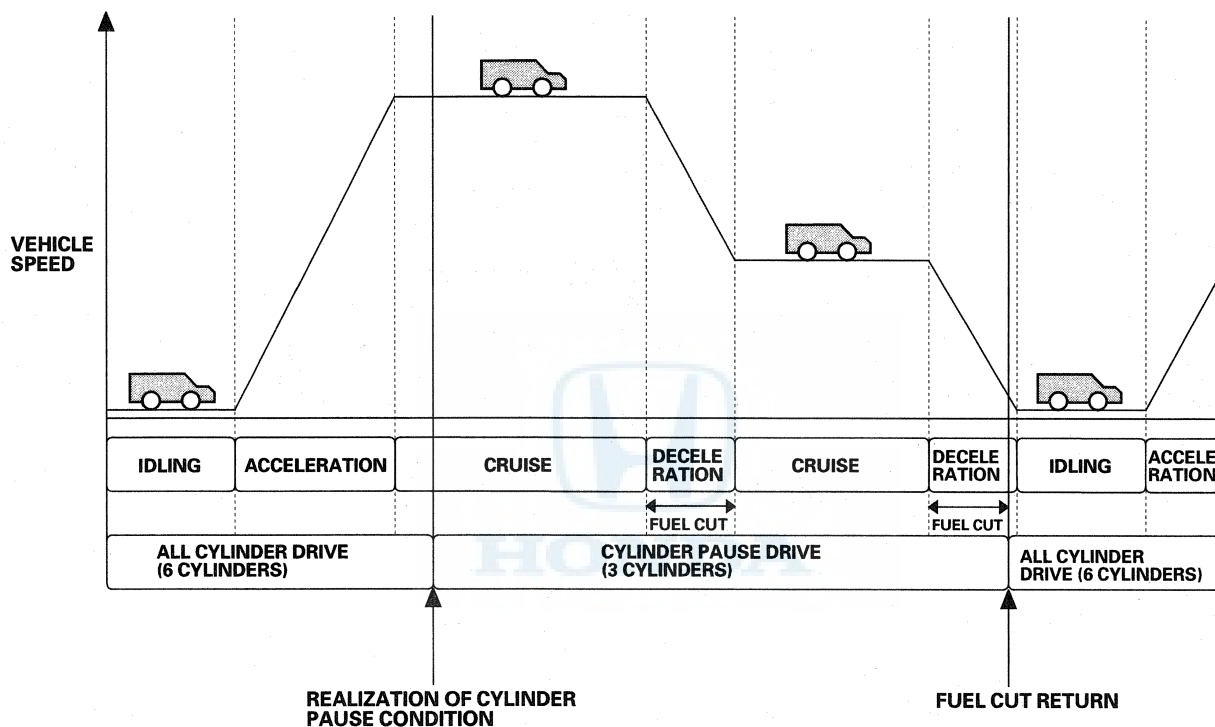 VEHICLE
SPEED
IDLING
ACCELERATION
CRUISE
DECELE
RATION
CRUISE
DECELE
RATION
IDLING
ACCELE
RATION
FUEL CUT
FUEL CUT
ALL CYLINDER DRIVE
(6 CYLINDERS)
CYLINDER PAUSE DRIVE
(3 CYLINDERS)
ALL CYLINDER
DRIVE (6 CYLINDERS)
HONDA
REALIZATION OF CYLINDER
PAUSE CONDITION
FUEL CUT RETURN